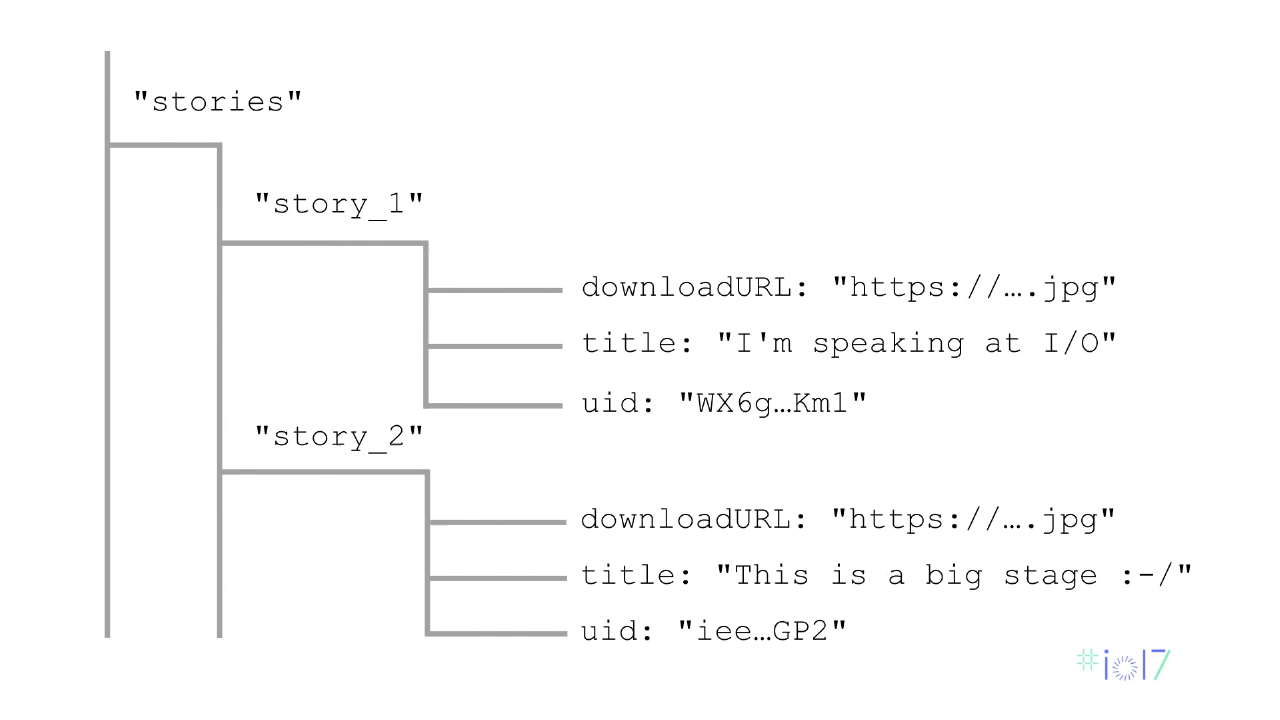 "stories"
"story_1"
downloadURL: "https://….jpg"
title: "I'm speaking at I/O"
uid: "WX6g…Km1"
"story_2"
downloadURL: "https://….jpg"
title: "This is a big stage :-/"
uid: "iee…GP2"
#io17